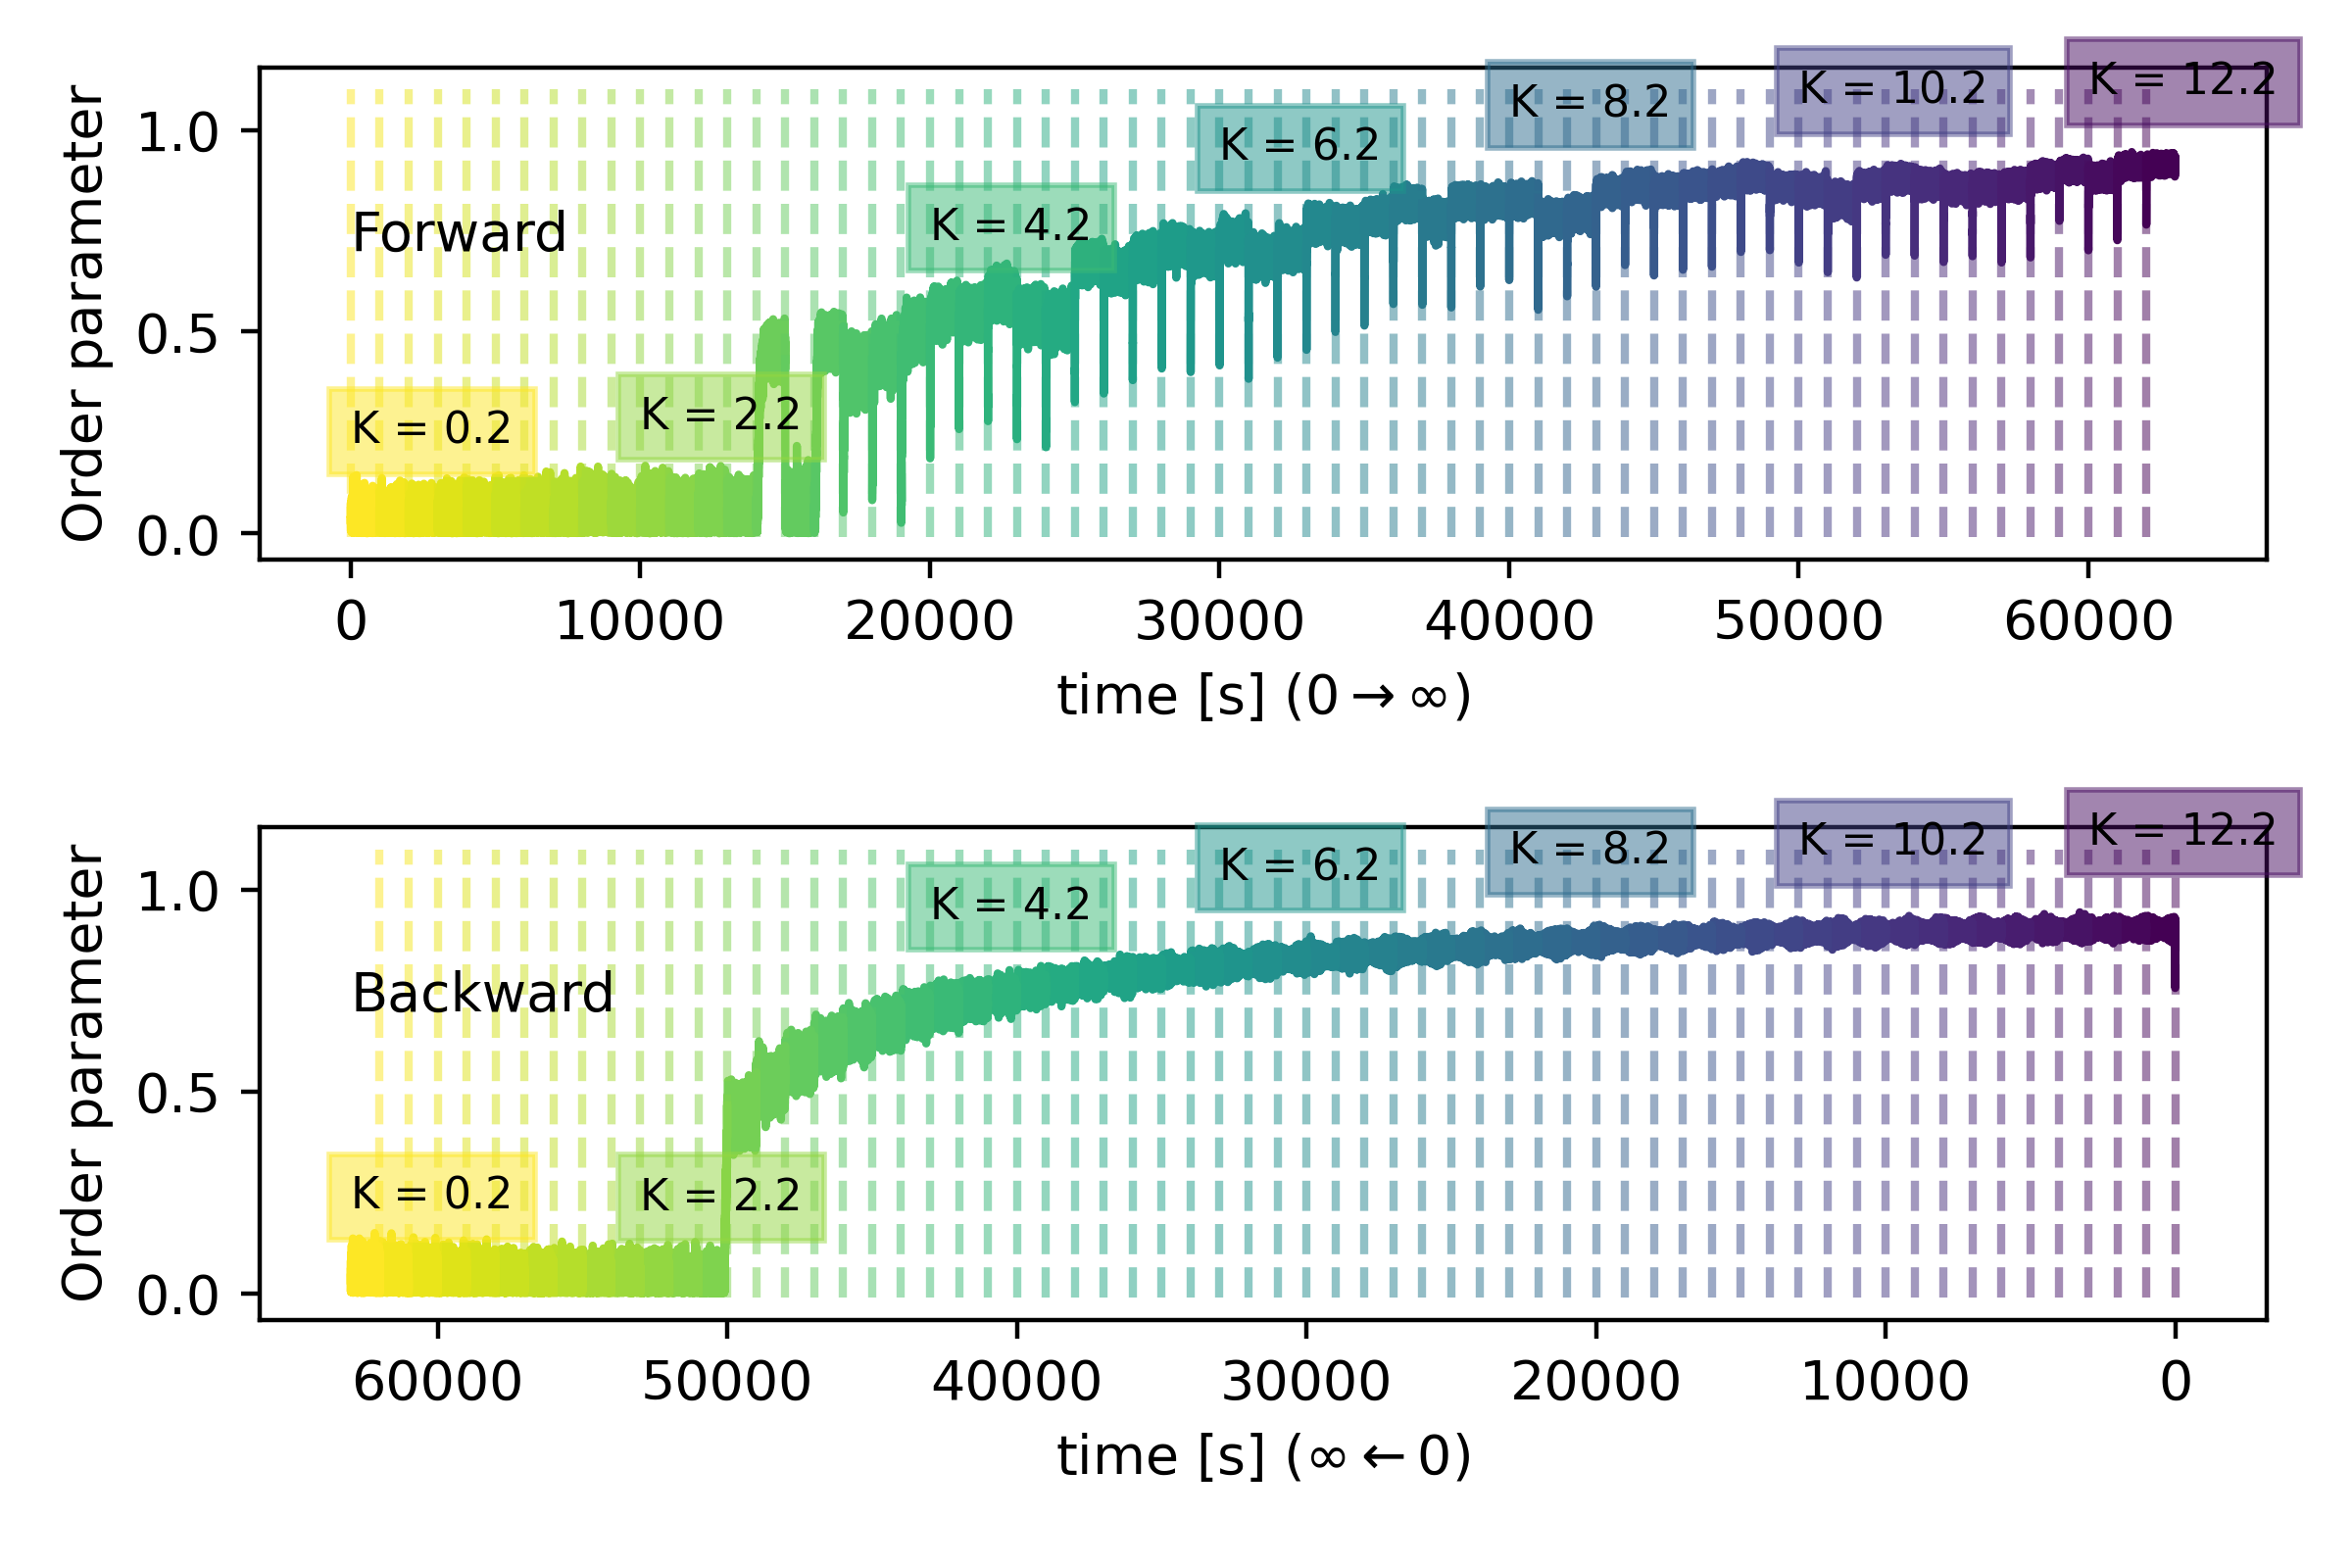 K = 12.2
K = 10.2
K = 8.2
K = 6.2
K = 4.2
K = 2.2
K = 0.2
Forward
Order parameter
1.0
0.5
0.0
0 10000 20000 30000 40000 50000 60000
time [s] (0→∞)
K = 12.2
K = 10.2
K = 8.2
K = 6.2
K = 4.2
K = 2.2
K = 0.2
Backward
Order parameter
1.0
0.5
0.0
60000 50000 40000 30000 20000 10000 0
time [s] (∞←0)